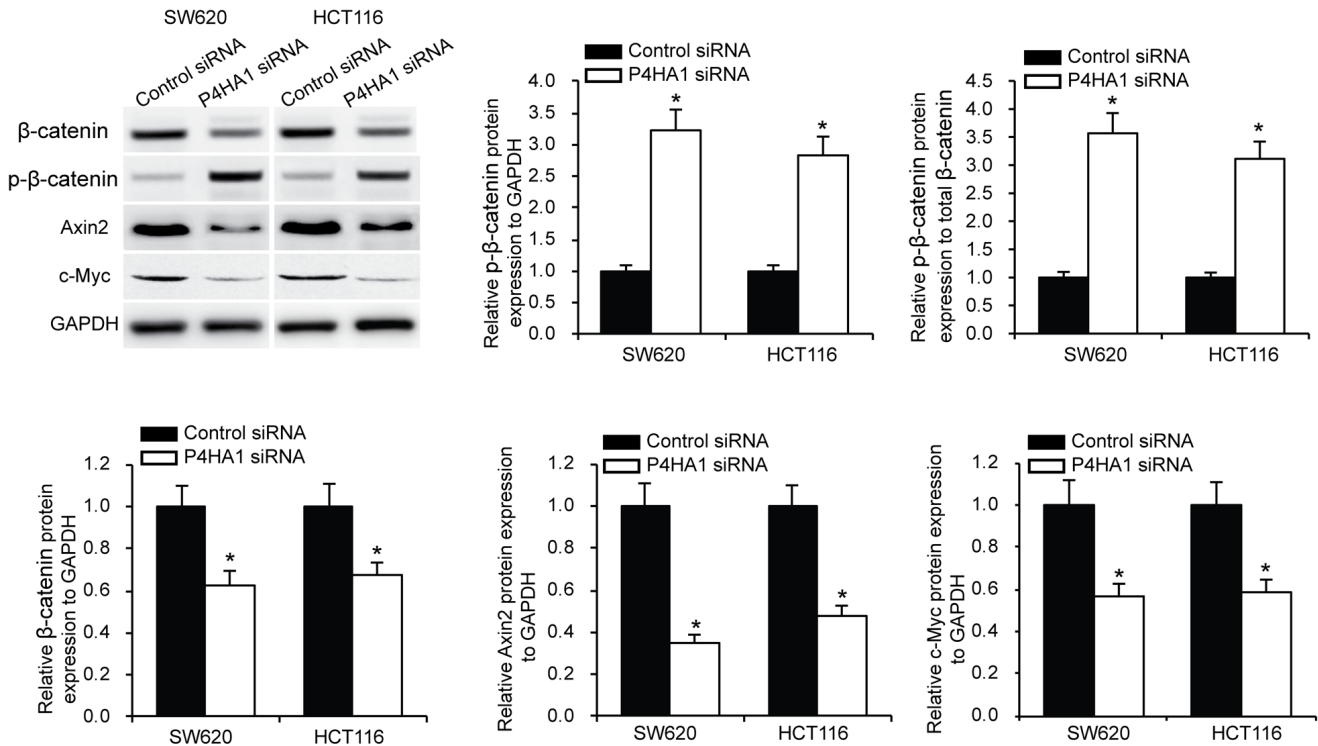 SW620 HCT116
Control siRNA P4HA1 siRNA Control siRNA P4HA1 siRNA
β-catenin
p-β-catenin
Axin2
c-Myc
GAPDH
Control siRNA
P4HA1 siRNA
Relative p-β-catenin protein
expression to GAPDH
4.0
3.5
3.0
2.5
2.0
1.5
1.0
0.5
0.0
*
*
SW620 HCT116
Control siRNA
P4HA1 siRNA
Relative p-β-catenin protein
expression to total β-catenin
4.5
4.0
3.5
3.0
2.5
2.0
1.5
1.0
0.5
0.0
*
*
SW620 HCT116
Control siRNA
P4HA1 siRNA
Relative β-catenin protein
expression to GAPDH
1.2
1.0
0.8
0.6
0.4
0.2
0.0
*
*
SW620 HCT116
Control siRNA
P4HA1 siRNA
Relative Axin2 protein expression
to GAPDH
1.2
1.0
0.8
0.6
0.4
0.2
0.0
*
*
SW620 HCT116
Control siRNA
P4HA1 siRNA
Relative c-Myc protein expression
to GAPDH
1.2
1.0
0.8
0.6
0.4
0.2
0.0
*
*
SW620 HCT116